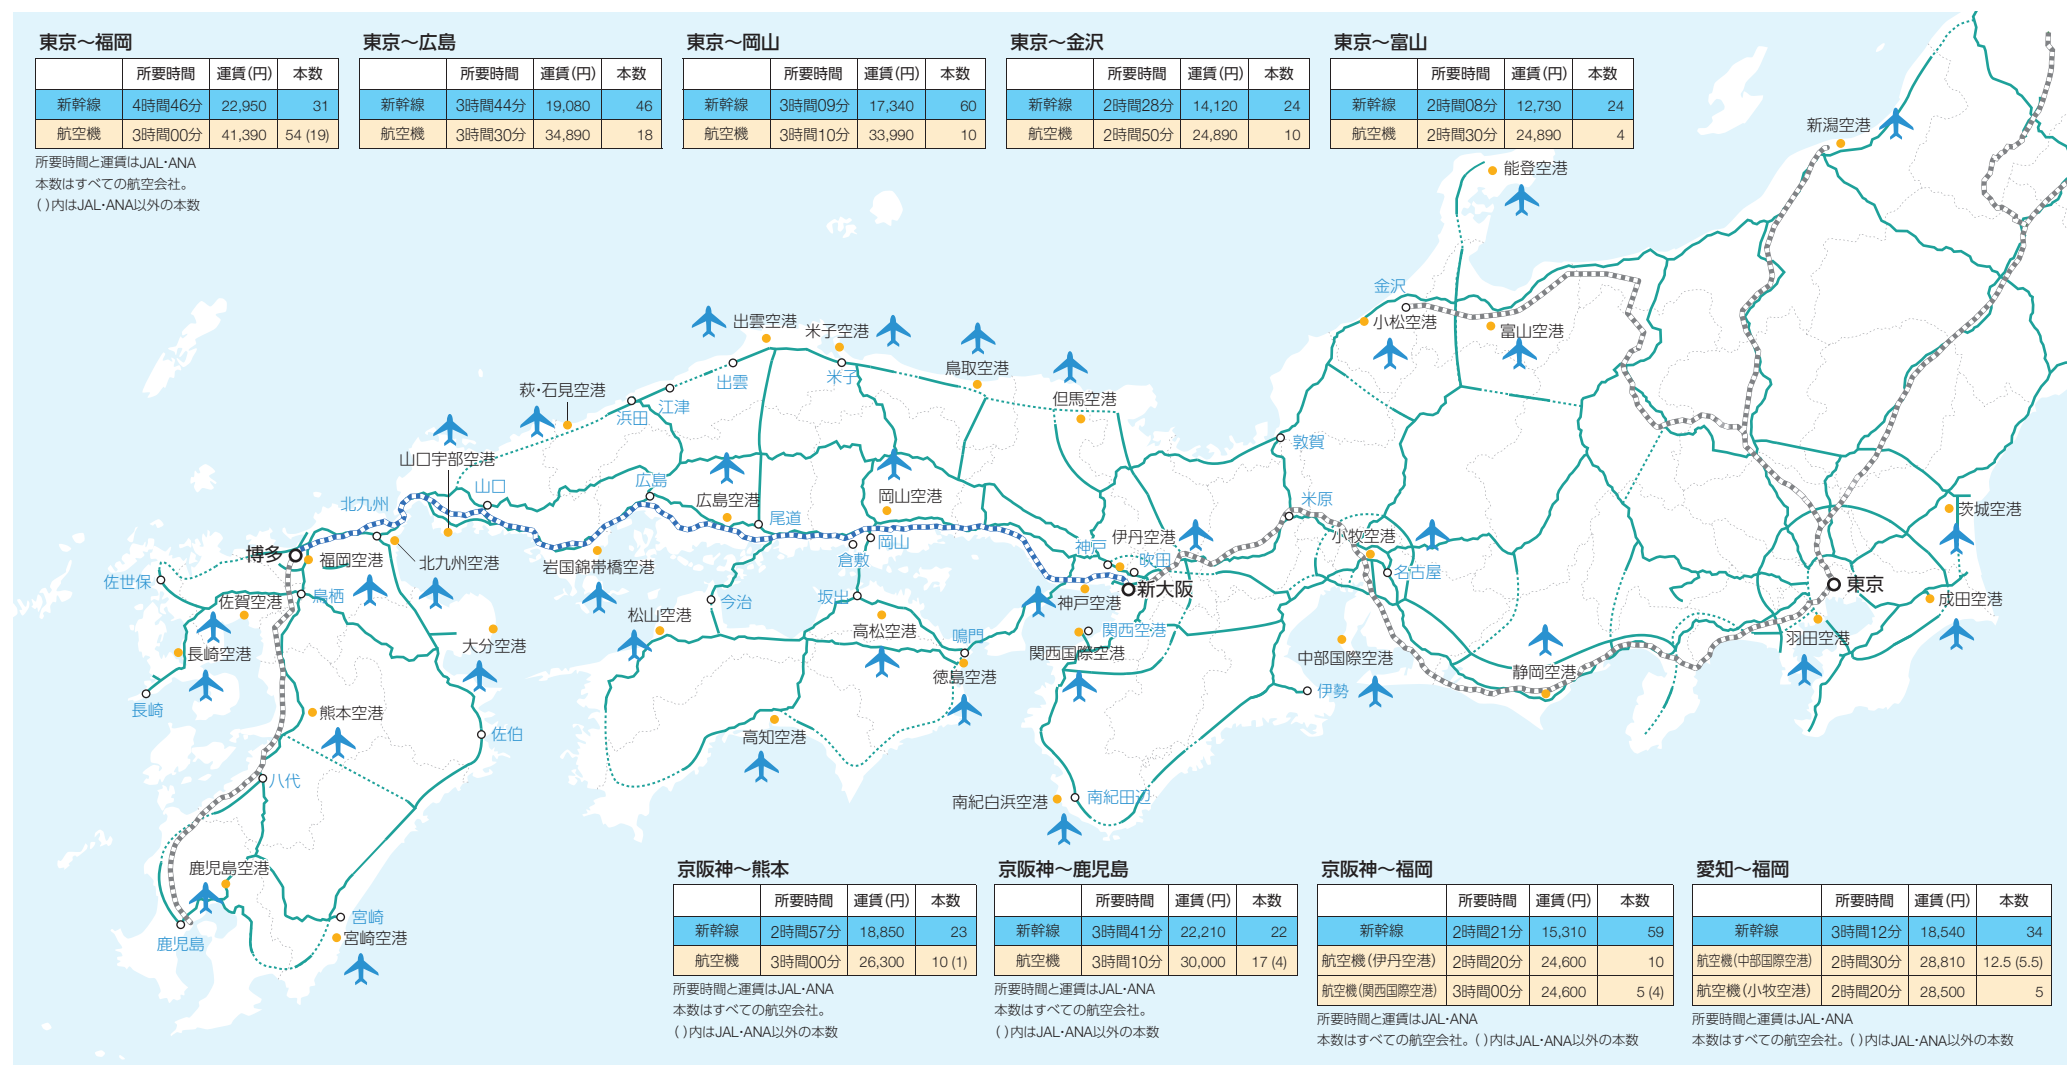 東京〜福岡
所要時間 運賃(円) 本数
新幹線 4時間46分 22,950 31
航空機 3時間00分 41,390 54 (19)
所要時間と運賃はJAL・ANA
本数はすべての航空会社。
( )内はJAL・ANA以外の本数
東京〜広島
所要時間 運賃(円) 本数
新幹線 3時間44分 19,080 46
航空機 3時間30分 34,890 18
東京〜岡山
所要時間 運賃(円) 本数
新幹線 3時間09分 17,340 60
航空機 3時間10分 33,990 10
東京〜金沢
所要時間 運賃(円) 本数
新幹線 2時間28分 14,120 24
航空機 2時間50分 24,890 10
東京〜富山
所要時間 運賃(円) 本数
新幹線 2時間08分 12,730 24
航空機 2時間30分 24,890 4
新潟空港
能登空港
金沢
小松空港
富山空港
出雲空港
米子空港
鳥取空港
但馬空港
出雲
米子
萩・石見空港
江津
浜田
敦賀
山口宇部空港
山口
広島
広島空港
岡山空港
北九州
尾道
岡山
倉敷
米原
小牧空港
名古屋
茨城空港
伊丹空港
神戸
吹田
新大阪
神戸空港
博多
福岡空港
北九州空港
岩国錦帯橋空港
佐世保
佐賀空港
鳥栖
今治
坂出
松山空港
高松空港
鳴門
関西空港
関西国際空港
東京
成田空港
羽田空港
大分空港
長崎空港
徳島空港
中部国際空港
静岡空港
伊勢
長崎
熊本空港
佐伯
高知空港
八代
南紀白浜空港
南紀田辺
鹿児島空港
宮崎
宮崎空港
鹿児島
京阪神〜熊本
所要時間 運賃(円) 本数
新幹線 2時間57分 18,850 23
航空機 3時間00分 26,300 10 (1)
所要時間と運賃はJAL・ANA
本数はすべての航空会社。
( )内はJAL・ANA以外の本数
京阪神〜鹿児島
所要時間 運賃(円) 本数
新幹線 3時間41分 22,210 22
航空機 3時間10分 30,000 17 (4)
所要時間と運賃はJAL・ANA
本数はすべての航空会社。
( )内はJAL・ANA以外の本数
京阪神〜福岡
所要時間 運賃(円) 本数
新幹線 2時間21分 15,310 59
航空機(伊丹空港) 2時間20分 24,600 10
航空機(関西国際空港) 3時間00分 24,600 5 (4)
所要時間と運賃はJAL・ANA
本数はすべての航空会社。( )内はJAL・ANA以外の本数
愛知〜福岡
所要時間 運賃(円) 本数
新幹線 3時間12分 18,540 34
航空機(中部国際空港) 2時間30分 28,810 12.5 (5.5)
航空機(小牧空港) 2時間20分 28,500 5
所要時間と運賃はJAL・ANA
本数はすべての航空会社。( )内はJAL・ANA以外の本数